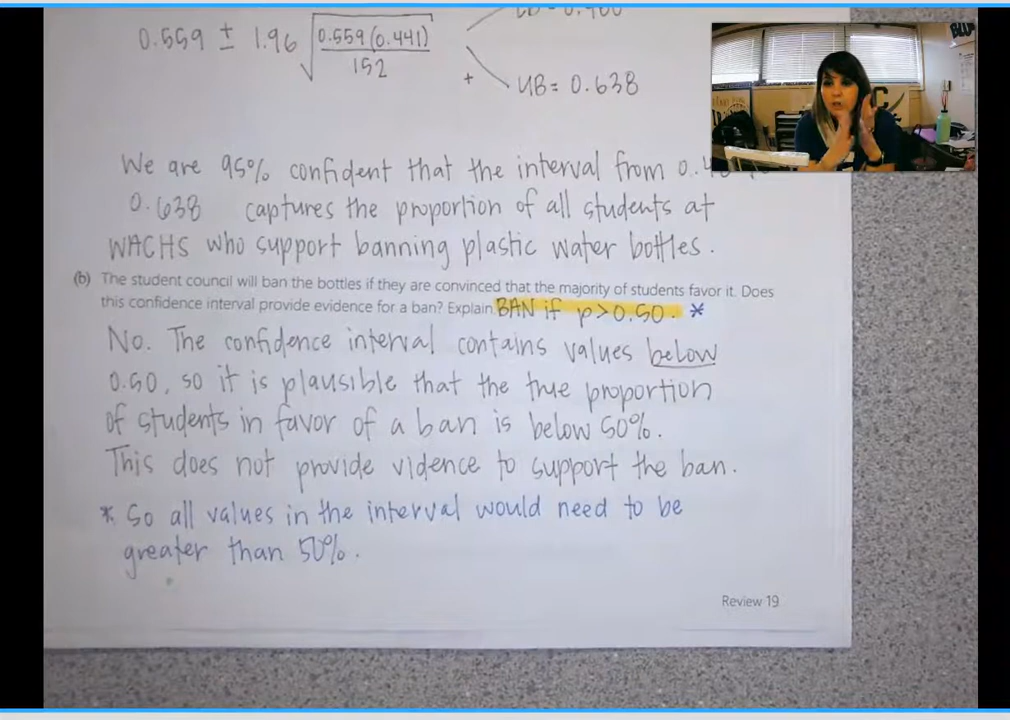 0.559 ± 1.96 √ 0.559(0.441) / 152
+ UB = 0.638
We are 95% confident that the interval from
0.638 captures the proportion of all students at
WACHS who support banning plastic water bottles.
(b) The student council will ban the bottles if they are convinced that the majority of students favor it. Does
this confidence interval provide evidence for a ban? Explain. BAN if p>0.50. *
No. The confidence interval contains values below
0.50, so it is plausible that the true proportion
of students in favor of a ban is below 50%.
This does not provide vidence to support the ban.
* So all values in the interval would need to be
greater than 50%.
Review 19